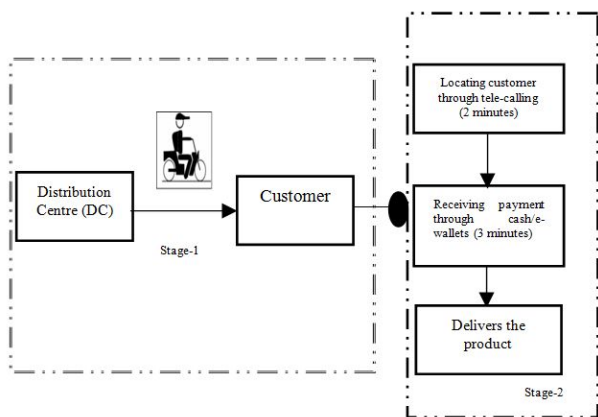 Distribution
Centre (DC)
Stage-1
Customer
Locating customer
through tele-calling
(2 minutes)
Receiving payment
through cash/e-
wallets (3 minutes)
Delivers the
product
Stage-2